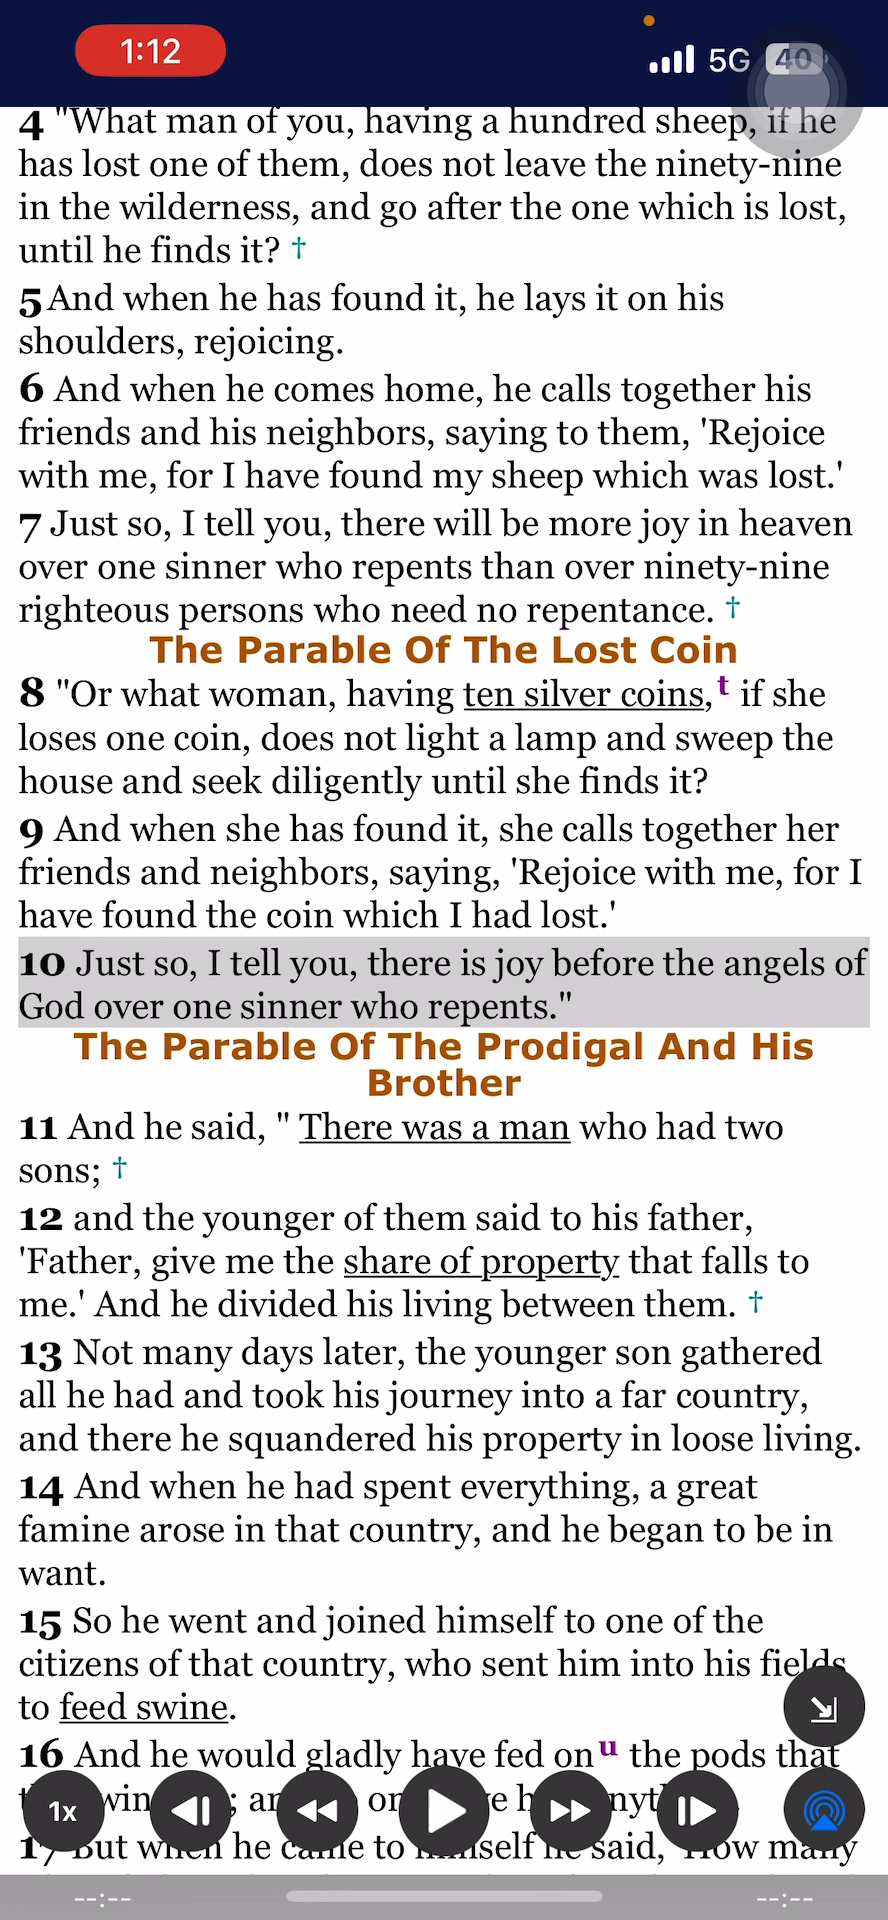 1:12
5G 40
4 "What man of you, having a hundred sheep, if he
has lost one of them, does not leave the ninety-nine
in the wilderness, and go after the one which is lost,
until he finds it? †
5 And when he has found it, he lays it on his
shoulders, rejoicing.
6 And when he comes home, he calls together his
friends and his neighbors, saying to them, 'Rejoice
with me, for I have found my sheep which was lost.'
7 Just so, I tell you, there will be more joy in heaven
over one sinner who repents than over ninety-nine
righteous persons who need no repentance. †
The Parable Of The Lost Coin
8 "Or what woman, having ten silver coins, t if she
loses one coin, does not light a lamp and sweep the
house and seek diligently until she finds it?
9 And when she has found it, she calls together her
friends and neighbors, saying, 'Rejoice with me, for I
have found the coin which I had lost.'
10 Just so, I tell you, there is joy before the angels of
God over one sinner who repents."
The Parable Of The Prodigal And His
Brother
11 And he said, " There was a man who had two
sons; †
12 and the younger of them said to his father,
'Father, give me the share of property that falls to
me.' And he divided his living between them. †
13 Not many days later, the younger son gathered
all he had and took his journey into a far country,
and there he squandered his property in loose living.
14 And when he had spent everything, a great
famine arose in that country, and he began to be in
want.
15 So he went and joined himself to one of the
citizens of that country, who sent him into his fields
to feed swine.
16 And he would gladly have fed on u the pods that
1x
17 But when he came to himself he said, 'How many
--:-- --:--